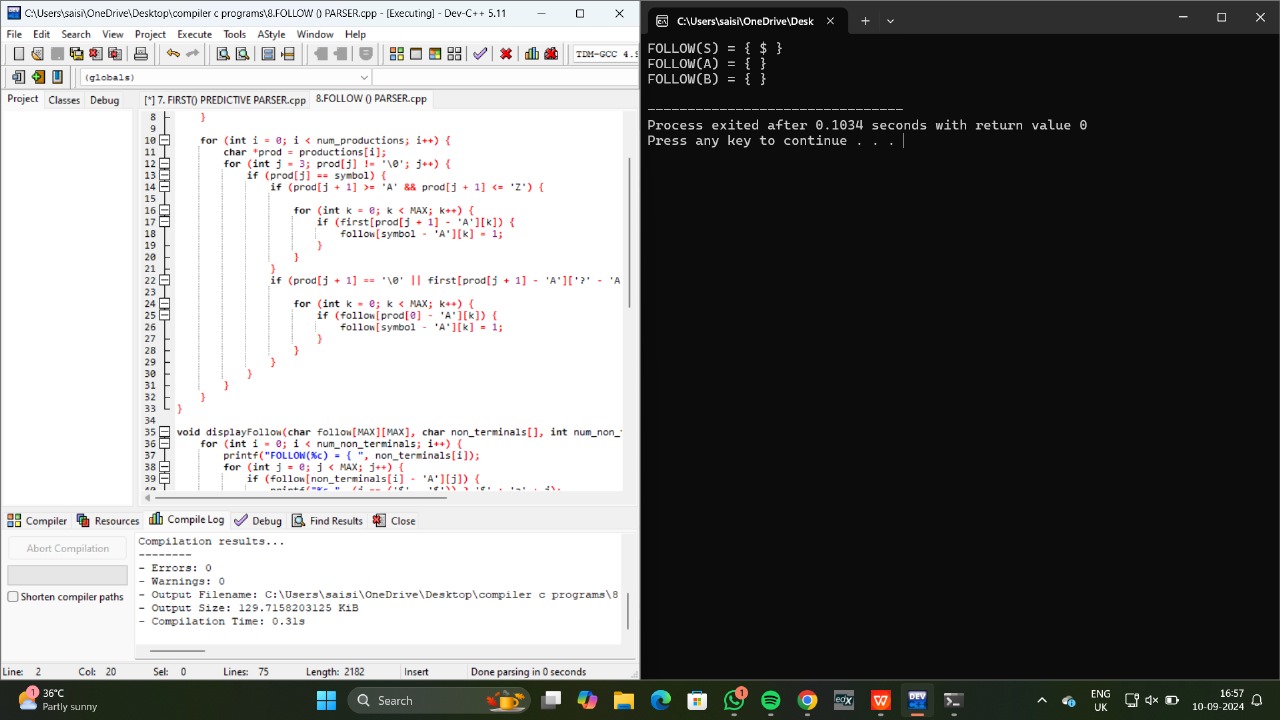 C:\Users\saisi\OneDrive\Desktop\compiler c programs\8.FOLLOW () PARSER.cpp - [Executing] - Dev-C++ 5.11
File Edit Search View Project Execute Tools AStyle Window Help
TDM-GCC 4.9
(globals)
Project Classes Debug
[*] 7. FIRST() PREDICTIVE PARSER.cpp 8.FOLLOW () PARSER.cpp
8 }
9
10 for (int i = 0; i < num_productions; i++) {
11 char *prod = productions[i];
12 for (int j = 3; prod[j] != '\0'; j++) {
13 if (prod[j] == symbol) {
14 if (prod[j + 1] >= 'A' && prod[j + 1] <= 'Z') {
15
16 for (int k = 0; k < MAX; k++) {
17 if (first[prod[j + 1] - 'A'][k]) {
18 follow[symbol - 'A'][k] = 1;
19 }
20 }
21 }
22 if (prod[j + 1] == '\0' || first[prod[j + 1] - 'A']['?' - 'A
23
24 for (int k = 0; k < MAX; k++) {
25 if (follow[prod[0] - 'A'][k]) {
26 follow[symbol - 'A'][k] = 1;
27 }
28 }
29 }
30 }
31 }
32 }
33 }
34
35 void displayFollow(char follow[MAX][MAX], char non_terminals[], int num_non_
36 for (int i = 0; i < num_non_terminals; i++) {
37 printf("FOLLOW(%c) = { ", non_terminals[i]);
38 for (int j = 0; j < MAX; j++) {
39 if (follow[non_terminals[i] - 'A'][j]) {
Compiler Resources Compile Log Debug Find Results Close
Abort Compilation
Shorten compiler paths
Compilation results...
--------
- Errors: 0
- Warnings: 0
- Output Filename: C:\Users\saisi\OneDrive\Desktop\compiler c programs\8
- Output Size: 129.7158203125 KiB
- Compilation Time: 0.31s
Line: 2 Col: 20 Sel: 0 Lines: 75 Length: 2182 Insert Done parsing in 0 seconds
C:\Users\saisi\OneDrive\Desk
FOLLOW(S) = { $ }
FOLLOW(A) = { }
FOLLOW(B) = { }
--------------------------------
Process exited after 0.1034 seconds with return value 0
Press any key to continue . . .
1
36°C
Partly sunny
Search
1
edX
W
DEV
ENG
UK
16:57
10-09-2024